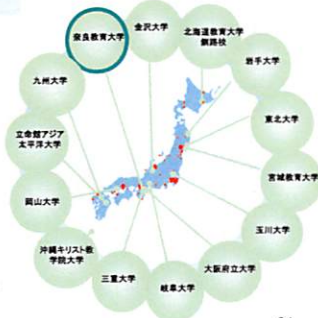 奈良教育大学
金沢大学
北海道教育大学
釧路校
岩手大学
東北大学
宮城教育大学
玉川大学
大阪府立大学
岐阜大学
三重大学
沖縄キリスト教
学院大学
岡山大学
立命館アジア
太平洋大学
九州大学